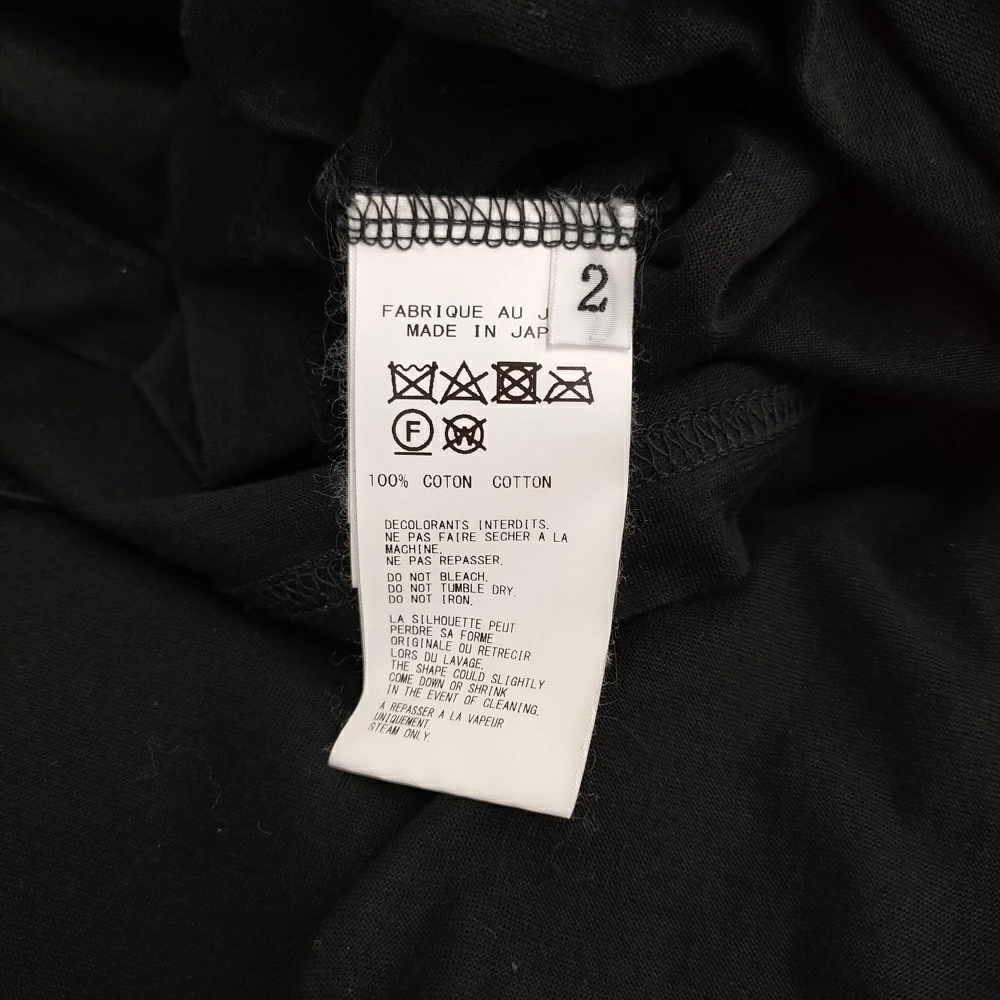 2
FABRIQUE AU J
MADE IN JAP
F
W
100% COTON COTTON
DECOLORANTS INTERDITS.
NE PAS FAIRE SECHER A LA
MACHINE.
NE PAS REPASSER.
DO NOT BLEACH.
DO NOT TUMBLE DRY.
DO NOT IRON.
LA SILHOUETTE PEUT
PERDRE SA FORME
ORIGINALE OU RETRECIR
LORS DU LAVAGE.
THE SHAPE COULD SLIGHTLY
COME DOWN OR SHRINK
IN THE EVENT OF CLEANING.
A REPASSER A LA VAPEUR
UNIQUEMENT.
STEAM ONLY.